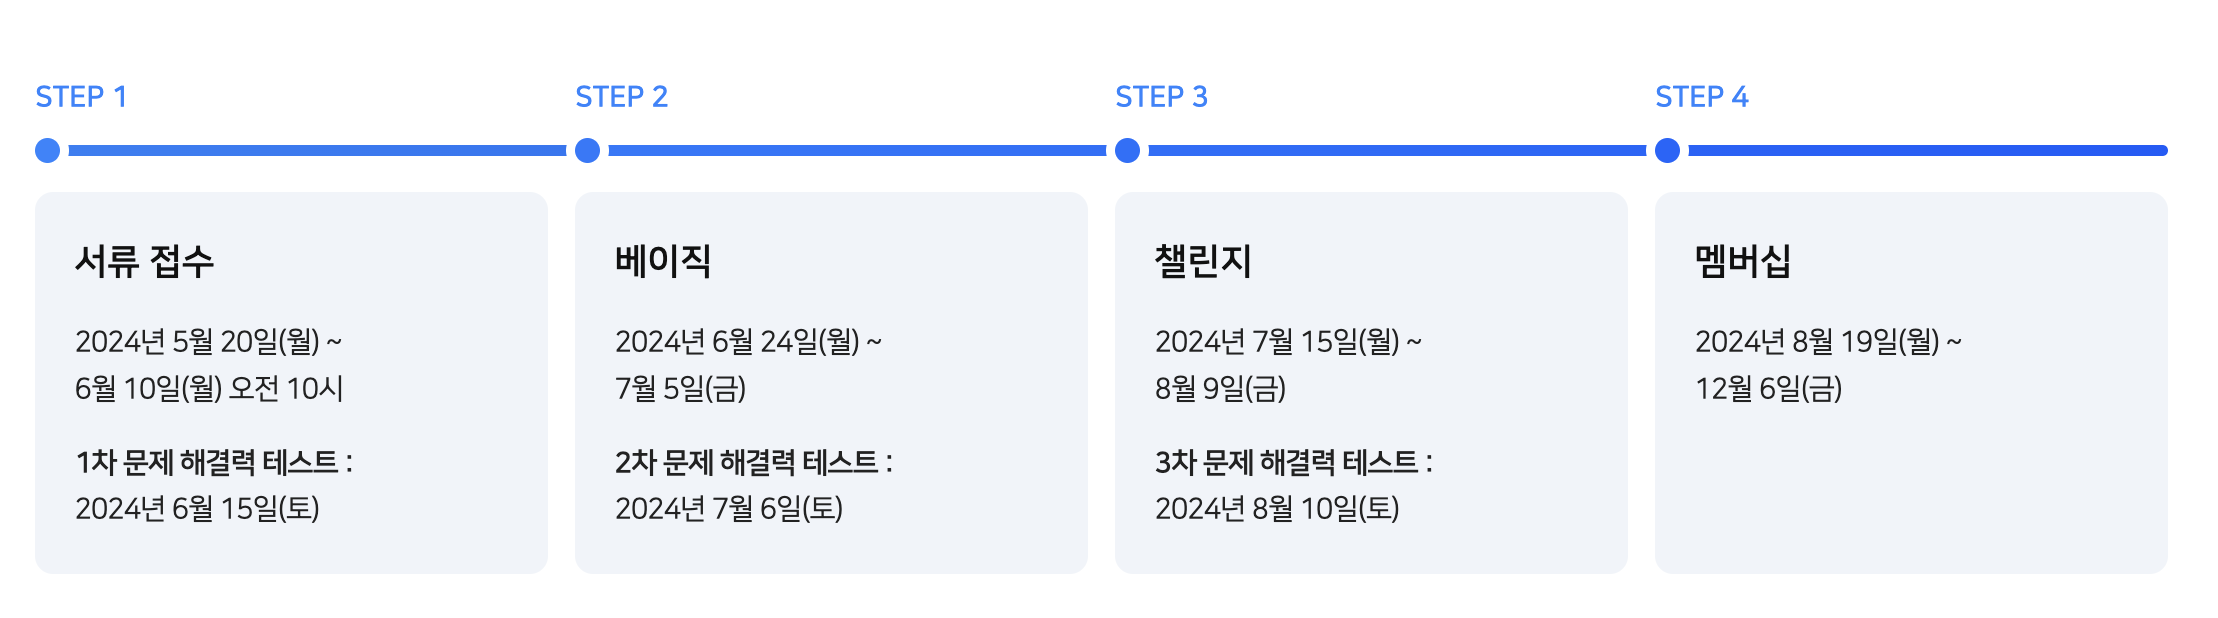 STEP 1
서류 접수
2024년 5월 20일(월) ~
6월 10일(월) 오전 10시
1차 문제 해결력 테스트 :
2024년 6월 15일(토)
STEP 2
베이직
2024년 6월 24일(월) ~
7월 5일(금)
2차 문제 해결력 테스트 :
2024년 7월 6일(토)
STEP 3
챌린지
2024년 7월 15일(월) ~
8월 9일(금)
3차 문제 해결력 테스트 :
2024년 8월 10일(토)
STEP 4
멤버십
2024년 8월 19일(월) ~
12월 6일(금)